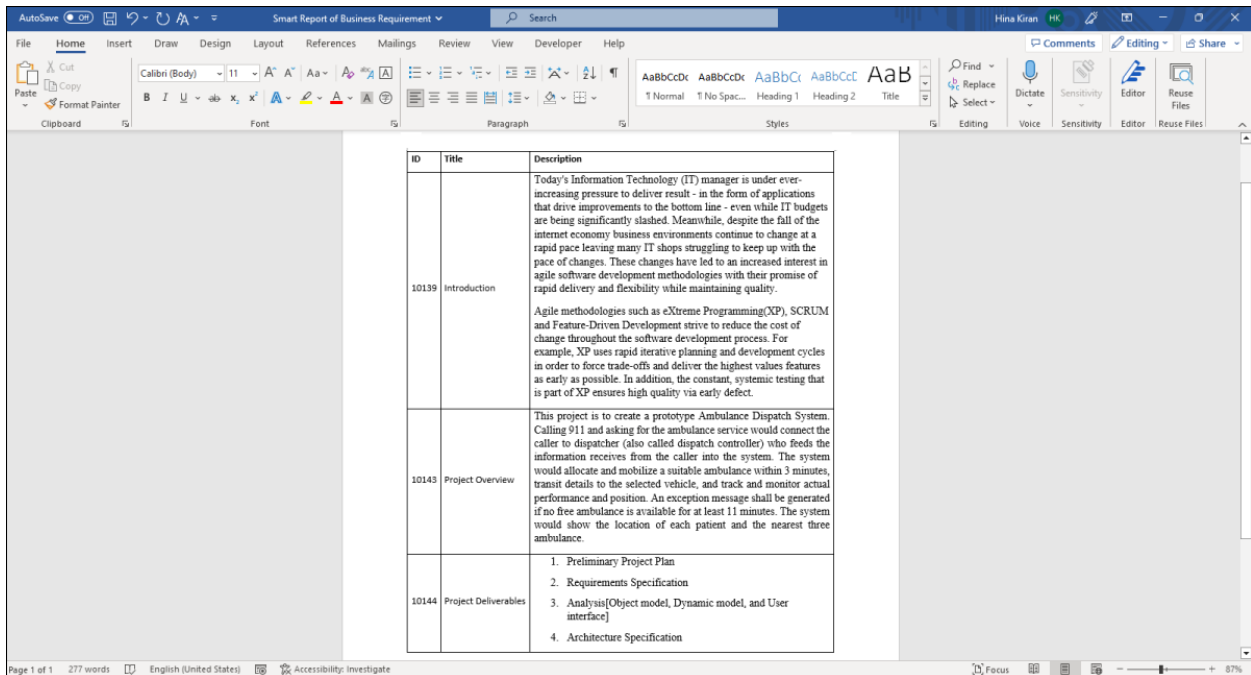 AutoSave Off Smart Report of Business Requirement Search Hina Kiran HK
File Home Insert Draw Design Layout References Mailings Review View Developer Help Comments Editing Share
Paste Cut Copy Format Painter
Calibri (Body) 11 Aa
B I U ab x₂ x² A A A
AaBbCcDc AaBbCcDc AaBbCc AaBbCcE AaB
¶ Normal ¶ No Spac... Heading 1 Heading 2 Title
Find Replace Select
Dictate Sensitivity Editor Reuse Files
Clipboard Font Paragraph Styles Editing Voice Sensitivity Editor Reuse Files
ID Title Description
Today's Information Technology (IT) manager is under ever-
increasing pressure to deliver result - in the form of applications
that drive improvements to the bottom line - even while IT budgets
are being significantly slashed. Meanwhile, despite the fall of the
internet economy business environments continue to change at a
rapid pace leaving many IT shops struggling to keep up with the
pace of changes. These changes have led to an increased interest in
agile software development methodologies with their promise of
rapid delivery and flexibility while maintaining quality.
10139 Introduction
Agile methodologies such as eXtreme Programming(XP), SCRUM
and Feature-Driven Development strive to reduce the cost of
change throughout the software development process. For
example, XP uses rapid iterative planning and development cycles
in order to force trade-offs and deliver the highest values features
as early as possible. In addition, the constant, systemic testing that
is part of XP ensures high quality via early defect.
This project is to create a prototype Ambulance Dispatch System.
Calling 911 and asking for the ambulance service would connect the
caller to dispatcher (also called dispatch controller) who feeds the
information receives from the caller into the system. The system
would allocate and mobilize a suitable ambulance within 3 minutes,
10143 Project Overview
transit details to the selected vehicle, and track and monitor actual
performance and position. An exception message shall be generated
if no free ambulance is available for at least 11 minutes. The system
would show the location of each patient and the nearest three
ambulance.
1. Preliminary Project Plan
2. Requirements Specification
10144 Project Deliverables
3. Analysis[Object model, Dynamic model, and User
interface]
4. Architecture Specification
Page 1 of 1 277 words English (United States) Accessibility: Investigate Focus 87%